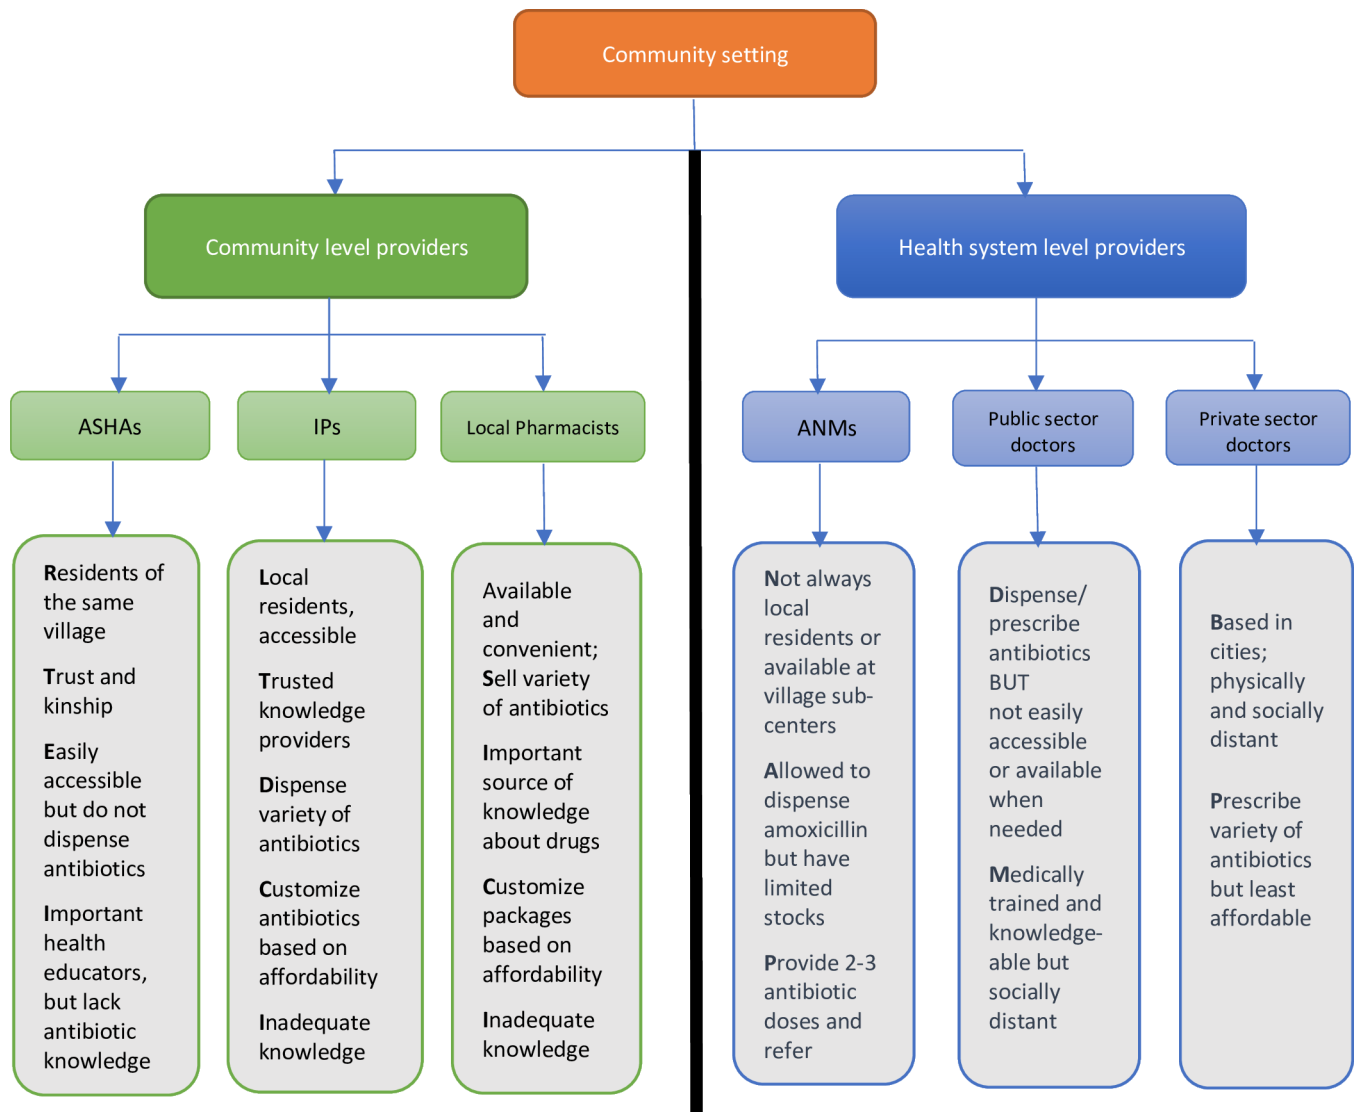 Community setting
Community level providers
Health system level providers
ASHAs
IPs
Local Pharmacists
ANMs
Public sector
doctors
Private sector
doctors
Residents of
the same
village
Trust and
kinship
Easily
accessible
but do not
dispense
antibiotics
Important
health
educators,
but lack
antibiotic
knowledge
Local
residents,
accessible
Trusted
knowledge
providers
Dispense
variety of
antibiotics
Customize
antibiotics
based on
affordability
Inadequate
knowledge
Available
and
convenient;
Sell variety
of antibiotics
Important
source of
knowledge
about drugs
Customize
packages
based on
affordability
Inadequate
knowledge
Not always
local
residents or
available at
village sub-
centers
Allowed to
dispense
amoxicillin
but have
limited
stocks
Provide 2-3
antibiotic
doses and
refer
Dispense/
prescribe
antibiotics
BUT
not easily
accessible
or available
when
needed
Medically
trained and
knowledge-
able but
socially
distant
Based in
cities;
physically
and socially
distant
Prescribe
variety of
antibiotics
but least
affordable